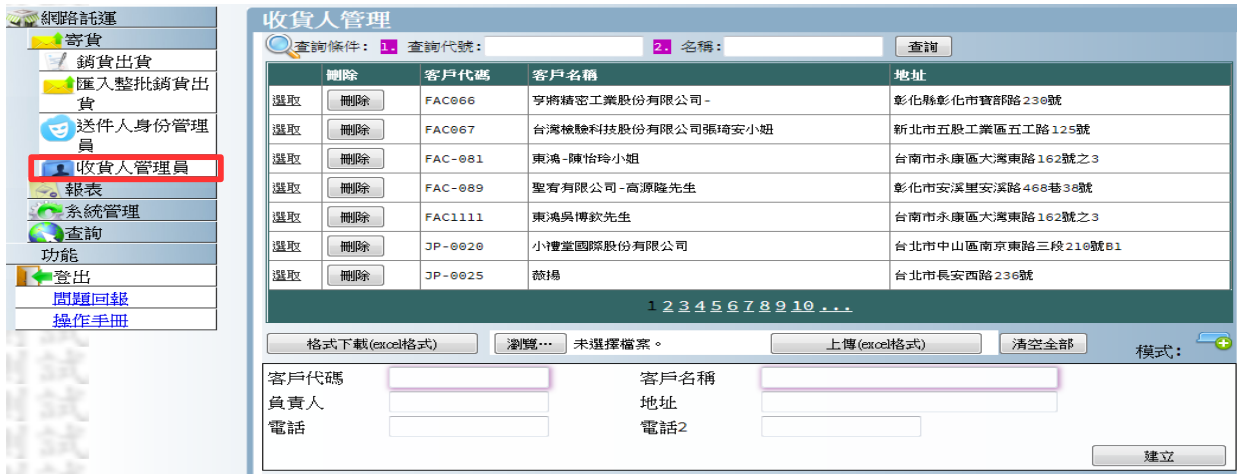 網路託運
寄貨
銷貨出貨
匯入整批銷貨出
貨
送件人身份管理
員
收貨人管理員
報表
系統管理
查詢
功能
登出
問題回報
操作手冊
收貨人管理
查詢條件: 1. 查詢代號: 2. 名稱: 查詢
刪除 客戶代碼 客戶名稱 地址
選取 刪除 FAC066 亨將精密工業股份有限公司- 彰化縣彰化市寶部路230號
選取 刪除 FAC067 台灣檢驗科技股份有限公司張琦安小姐 新北市五股工業區五工路125號
選取 刪除 FAC-081 東鴻-陳怡玲小姐 台南市永康區大灣東路162號之3
選取 刪除 FAC-089 聖宥有限公司-高源隆先生 彰化市安溪里安溪路468巷38號
選取 刪除 FAC1111 東鴻吳博欽先生 台南市永康區大灣東路162號之3
選取 刪除 JP-0020 小禮堂國際股份有限公司 台北市中山區南京東路三段210號B1
選取 刪除 JP-0025 薇揚 台北市長安西路236號
1 2 3 4 5 6 7 8 9 10 ...
格式下載(excel格式) 瀏覽… 未選擇檔案。 上傳(excel格式) 清空全部 模式:
客戶代碼 客戶名稱
負責人 地址
電話 電話2
建立